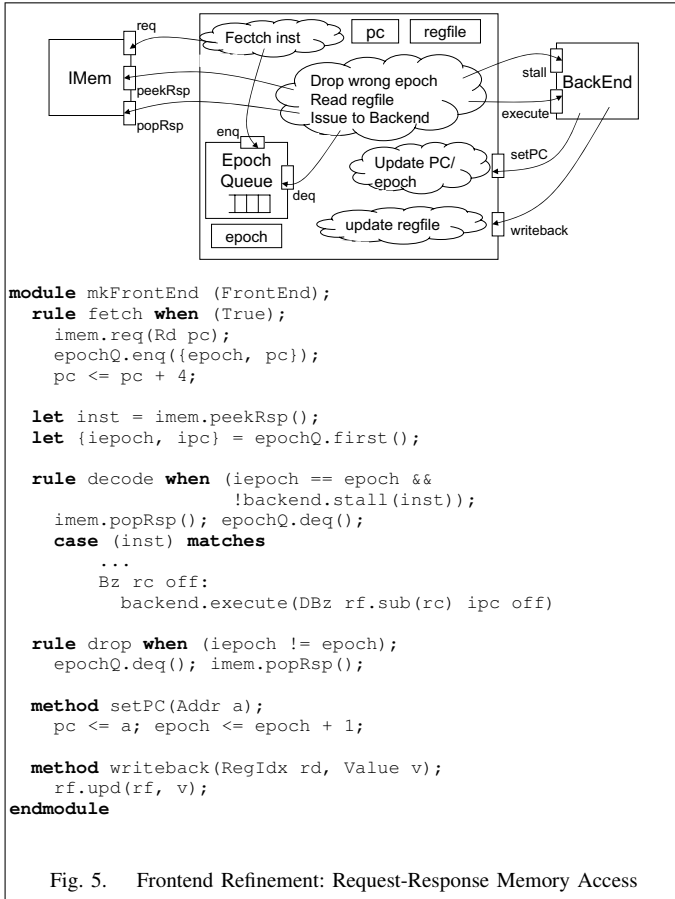 req
Fectch inst
pc
regfile
IMem
peekRsp
popRsp
Drop wrong epoch
Read regfile
Issue to Backend
stall
BackEnd
execute
enq
Epoch
Queue
deq
Update PC/
epoch
setPC
epoch
update regfile
writeback
module mkFrontEnd (FrontEnd);
  rule fetch when (True);
    imem.req(Rd pc);
    epochQ.enq({epoch, pc});
    pc <= pc + 4;
  let inst = imem.peekRsp();
  let {iepoch, ipc} = epochQ.first();
  rule decode when (iepoch == epoch &&
                    !backend.stall(inst));
    imem.popRsp(); epochQ.deq();
    case (inst) matches
        ...
        Bz rc off:
          backend.execute(DBz rf.sub(rc) ipc off)
  rule drop when (iepoch != epoch);
    epochQ.deq(); imem.popRsp();
  method setPC(Addr a);
    pc <= a; epoch <= epoch + 1;
  method writeback(RegIdx rd, Value v);
    rf.upd(rf, v);
endmodule
Fig. 5. Frontend Refinement: Request-Response Memory Access